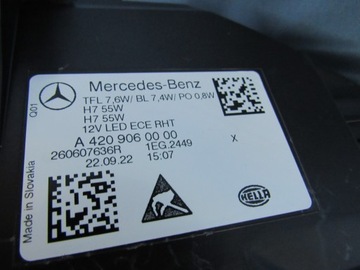 Mercedes-Benz
TFL 7,6W/ BL 7,4W/ PO 0,8W
H7 55W
H7 55W
12V LED ECE RHT
A 420 906 00 00 X
260607636R 1EG.2449
22.09.22 15:07
Q01
Made in Slovakia
HELLA